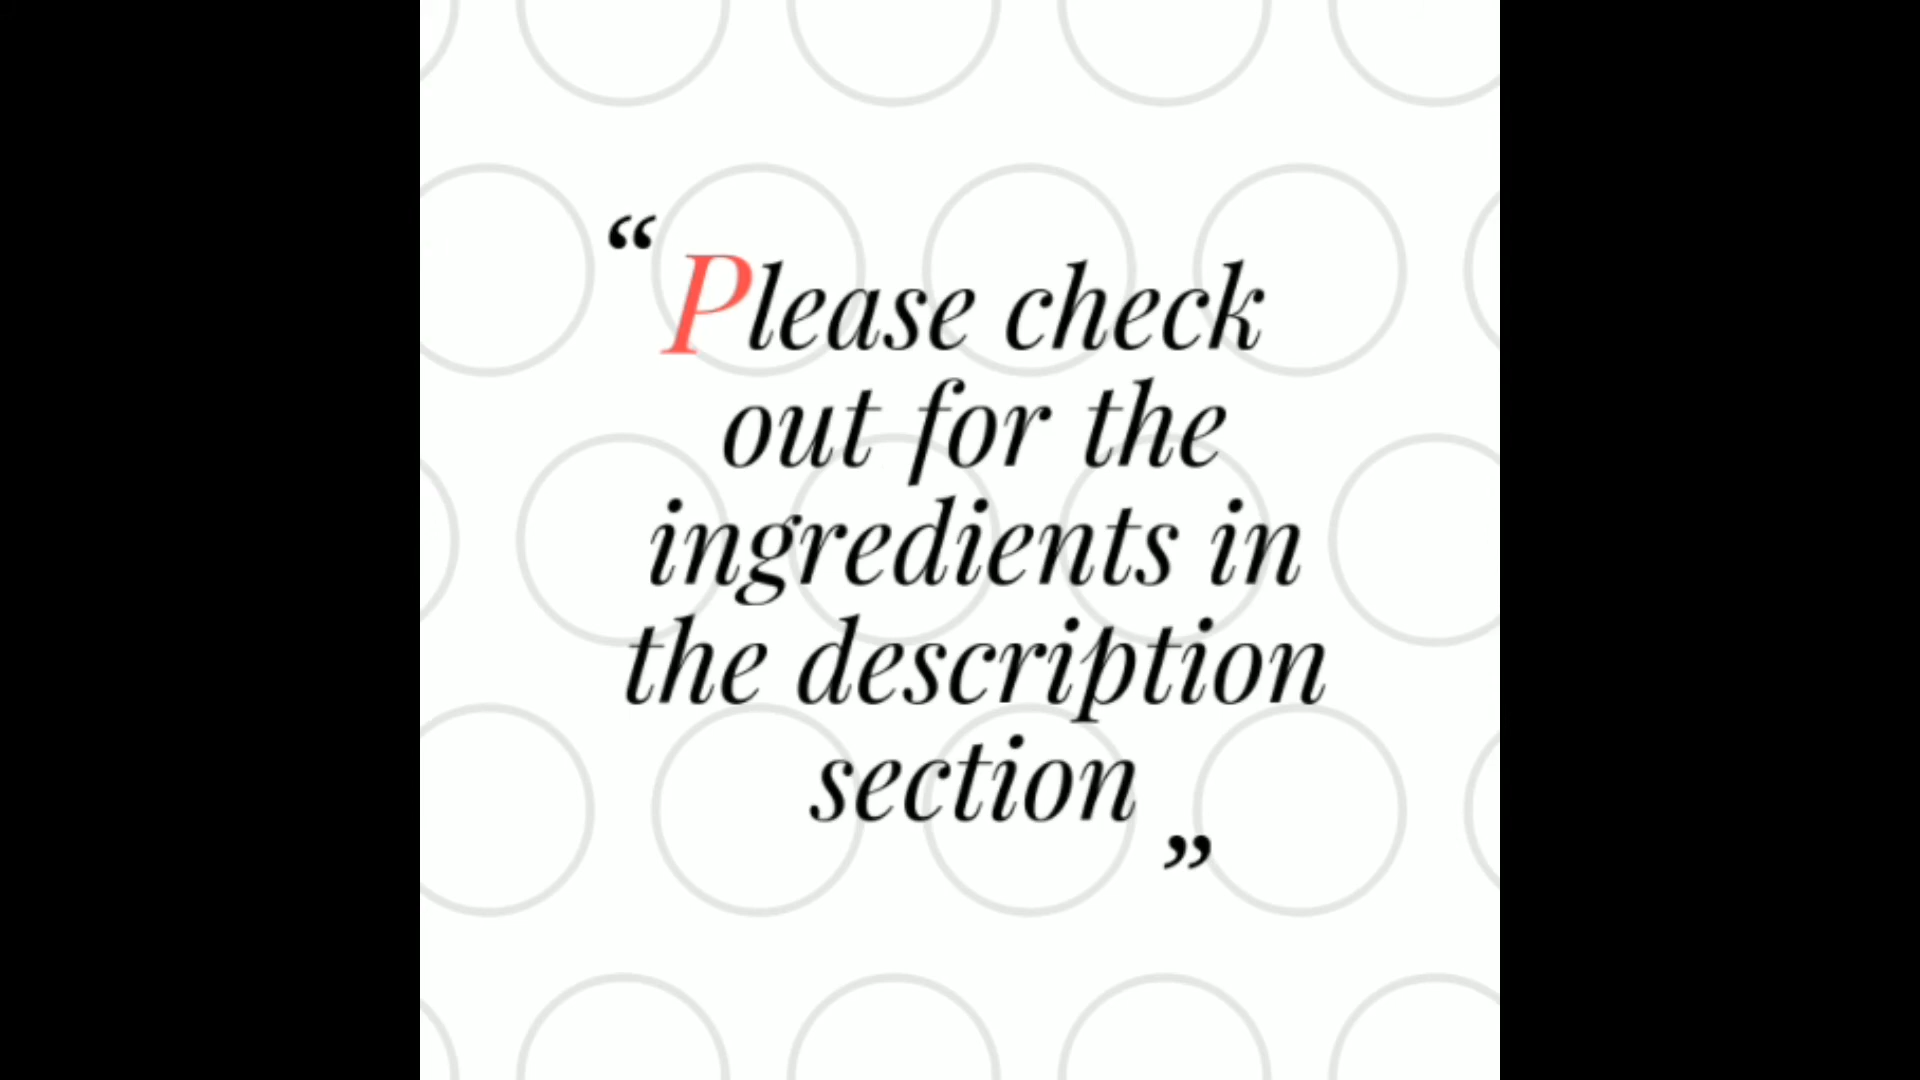 “Please check
out for the
ingredients in
the description
section”